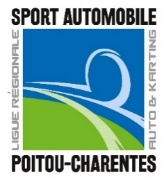 SPORT AUTOMOBILE
LIGUE RÉGIONALE
AUTO & KARTING
POITOU-CHARENTES